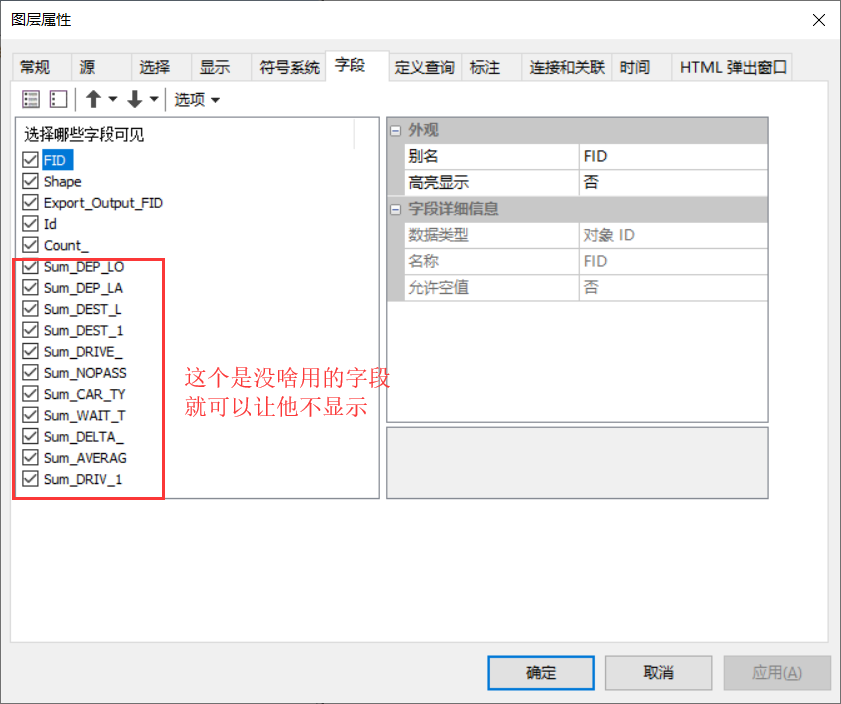 图层属性
常规 源 选择 显示 符号系统 字段 定义查询 标注 连接和关联 时间 HTML 弹出窗口
选项
选择哪些字段可见
FID
Shape
Export_Output_FID
Id
Count_
Sum_DEP_LO
Sum_DEP_LA
Sum_DEST_L
Sum_DEST_1
Sum_DRIVE_
Sum_NOPASS
Sum_CAR_TY
Sum_WAIT_T
Sum_DELTA_
Sum_AVERAG
Sum_DRIV_1
这个是没啥用的字段
就可以让他不显示
外观
别名 FID
高亮显示 否
字段详细信息
数据类型 对象 ID
名称 FID
允许空值 否
确定 取消 应用(A)